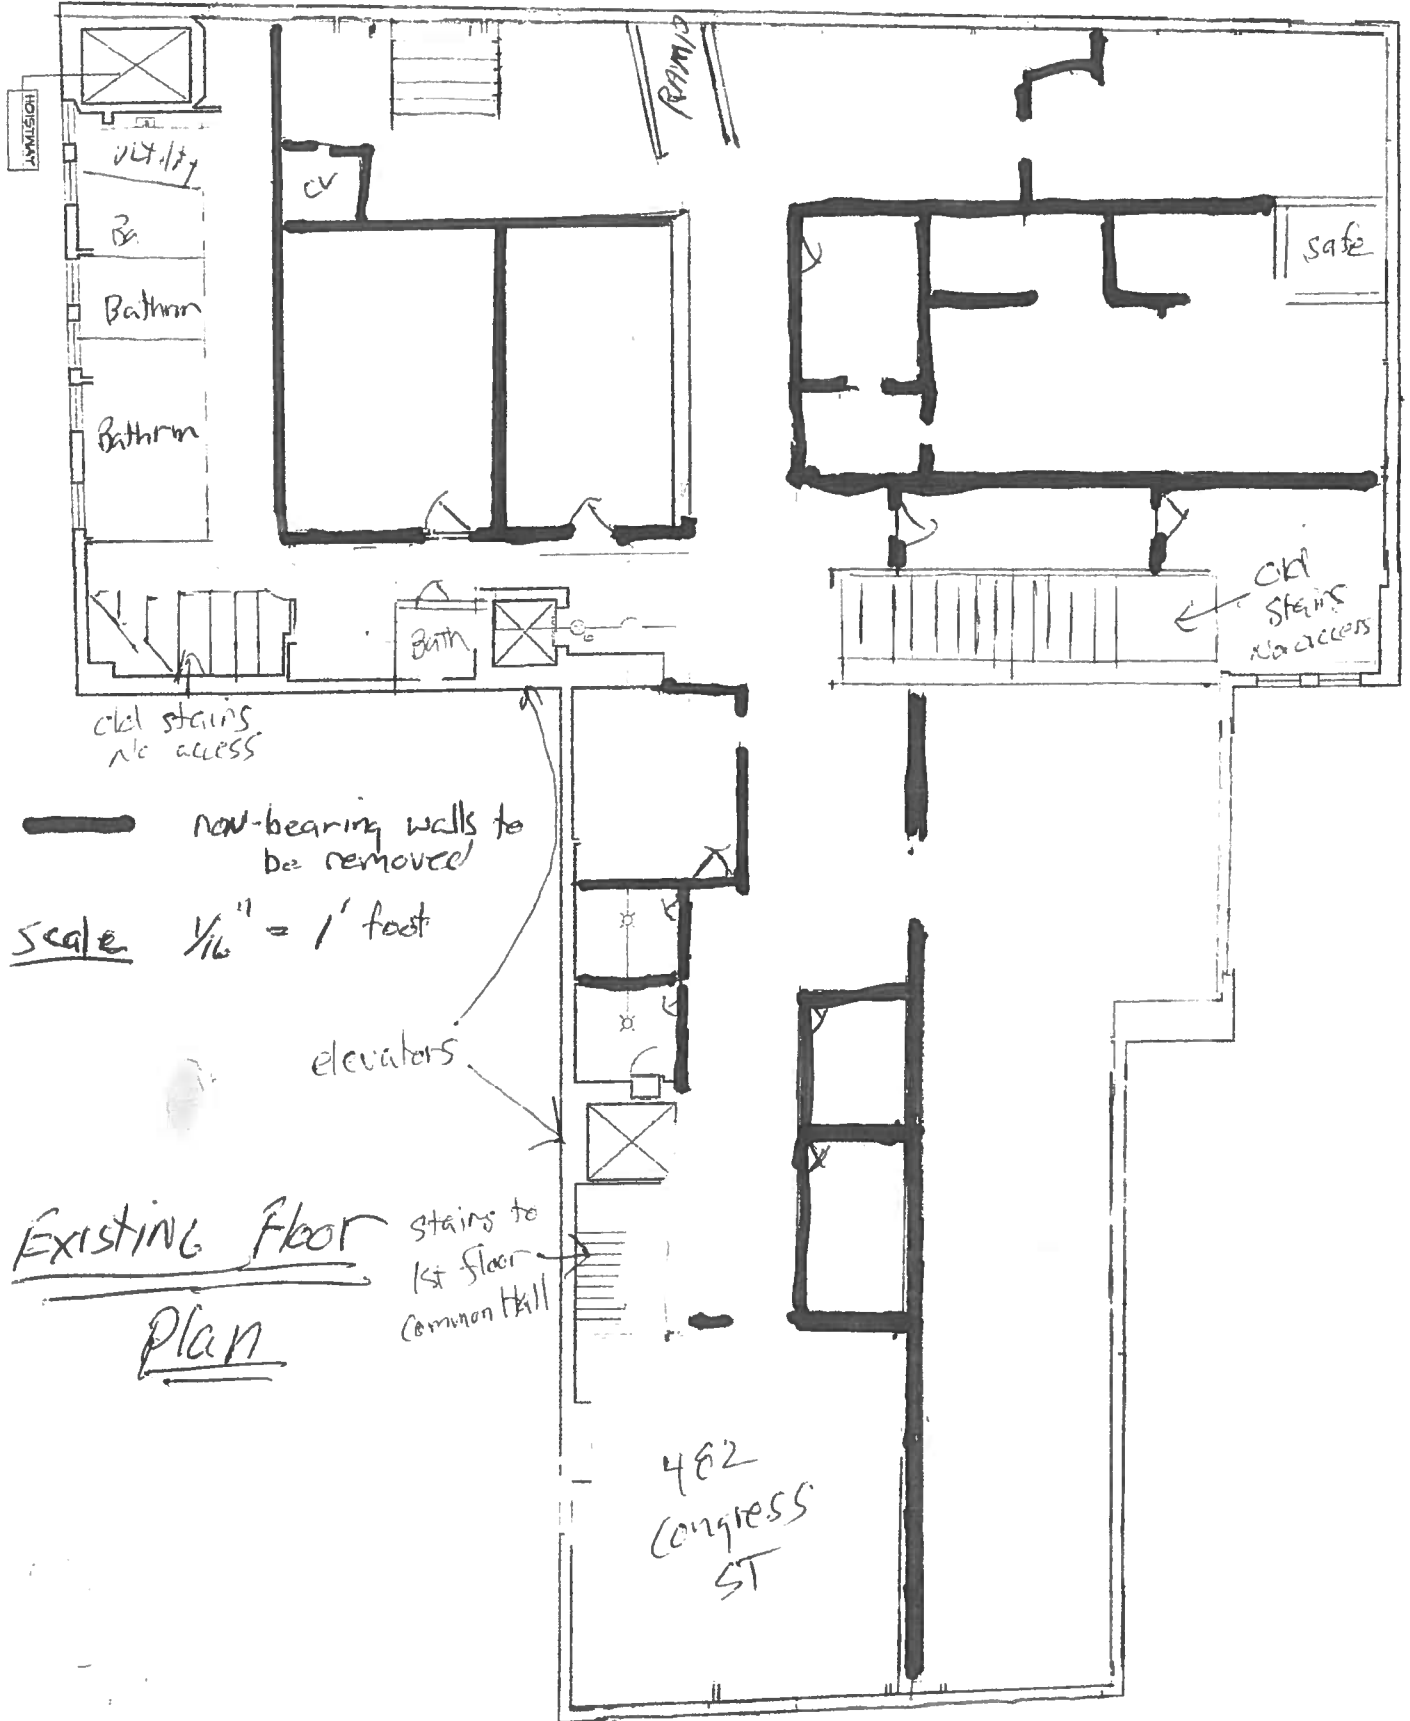 RAMP
HOISTWAY
Utility
CV
Ba
safe
Bathrm
Bathrm
old
stairs
No access
Bath
old stairs
No access
non-bearing walls to
be removed
scale 1/16" = 1' foot
elevators
Existing Floor
Plan
stairs to
1st floor
common Hall
482
Congress
ST